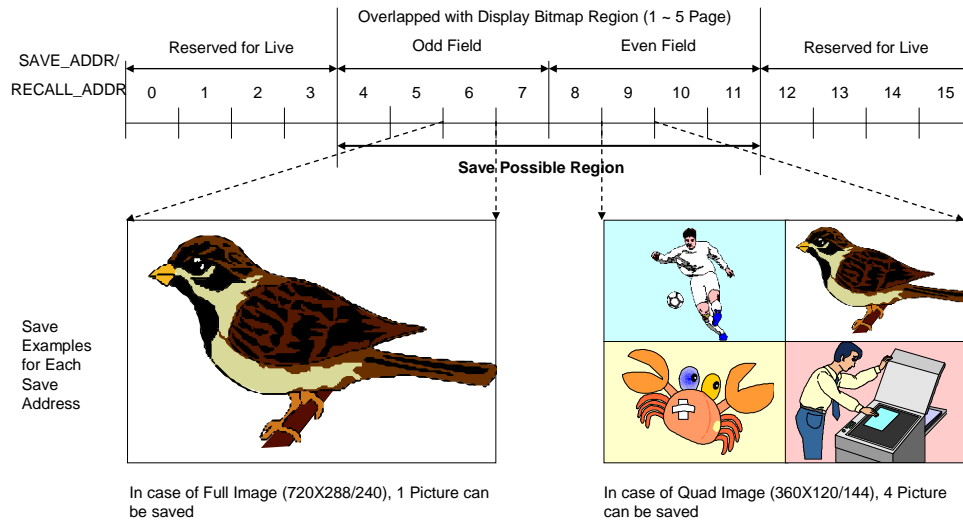 Overlapped with Display Bitmap Region (1 ~ 5 Page)
Reserved for Live
Odd Field
Even Field
Reserved for Live
SAVE_ADDR/
RECALL_ADDR
0 1 2 3 4 5 6 7 8 9 10 11 12 13 14 15
Save Possible Region
Save
Examples
for Each
Save
Address
In case of Full Image (720X288/240), 1 Picture can
be saved
In case of Quad Image (360X120/144), 4 Picture
can be saved